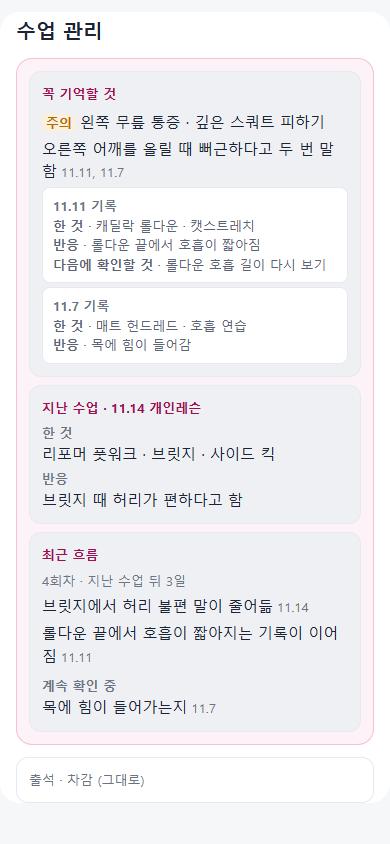 수업 관리
꼭 기억할 것
주의 왼쪽 무릎 통증 · 깊은 스쿼트 피하기
오른쪽 어깨를 올릴 때 뻐근하다고 두 번 말
함 11.11, 11.7
11.11 기록
한 것 · 캐딜락 롤다운 · 캣스트레치
반응 · 롤다운 끝에서 호흡이 짧아짐
다음에 확인할 것 · 롤다운 호흡 길이 다시 보기
11.7 기록
한 것 · 매트 헌드레드 · 호흡 연습
반응 · 목에 힘이 들어감
지난 수업 · 11.14 개인레슨
한 것
리포머 풋워크 · 브릿지 · 사이드 킥
반응
브릿지 때 허리가 편하다고 함
최근 흐름
4회차 · 지난 수업 뒤 3일
브릿지에서 허리 불편 말이 줄어듦 11.14
롤다운 끝에서 호흡이 짧아지는 기록이 이어
짐 11.11
계속 확인 중
목에 힘이 들어가는지 11.7
출석 · 차감 (그대로)